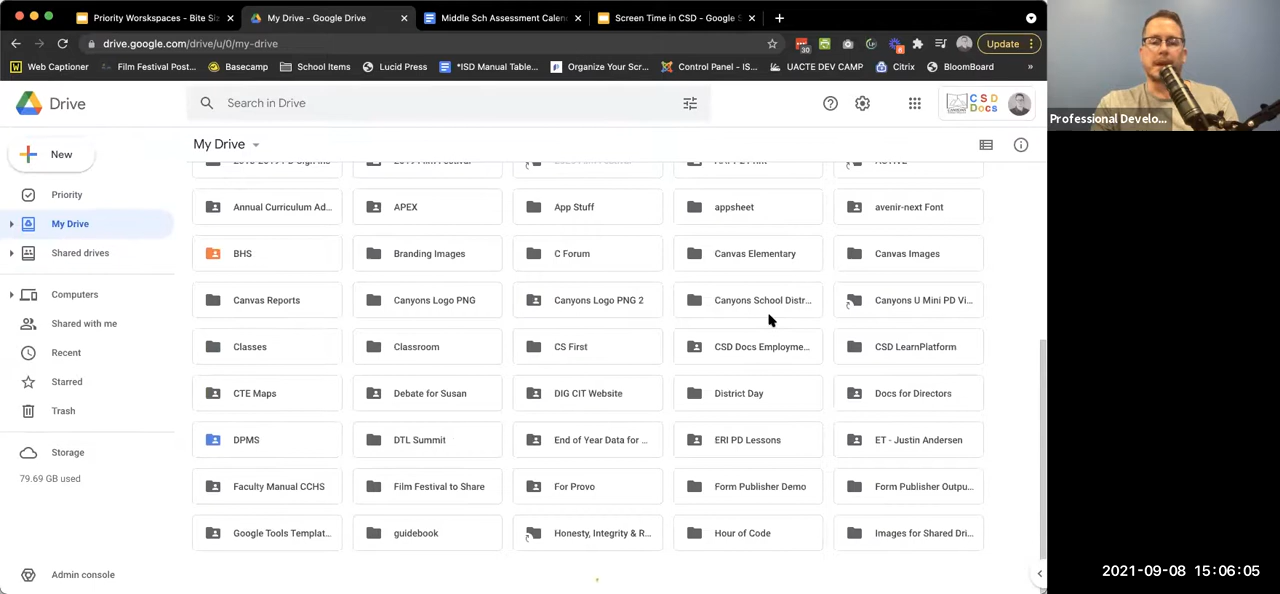 Priority Worskspaces - Bite Si
My Drive - Google Drive
Middle Sch Assessment Calen
Screen Time in CSD - Google S
drive.google.com/drive/u/0/my-drive
30
6
Update
Web Captioner
Film Festival Post...
Basecamp
School Items
Lucid Press
*ISD Manual Table...
Organize Your Scr...
Control Panel - IS...
UACTE DEV CAMP
Citrix
BloomBoard
»
Professional Develo...
Drive
Search in Drive
CSD
Docs
My Drive
New
Priority
My Drive
Shared drives
Computers
Shared with me
Recent
Starred
Trash
Storage
79.69 GB used
Admin console
Annual Curriculum Ad...
APEX
App Stuff
appsheet
avenir-next Font
BHS
Branding Images
C Forum
Canvas Elementary
Canvas Images
Canvas Reports
Canyons Logo PNG
Canyons Logo PNG 2
Canyons School Distr...
Canyons U Mini PD Vi...
Classes
Classroom
CS First
CSD Docs Employme...
CSD LearnPlatform
CTE Maps
Debate for Susan
DIG CIT Website
District Day
Docs for Directors
DPMS
DTL Summit
End of Year Data for ...
ERI PD Lessons
ET - Justin Andersen
Faculty Manual CCHS
Film Festival to Share
For Provo
Form Publisher Demo
Form Publisher Outpu...
Google Tools Templat...
guidebook
Honesty, Integrity & R...
Hour of Code
Images for Shared Dri...
2021-09-08 15:06:05